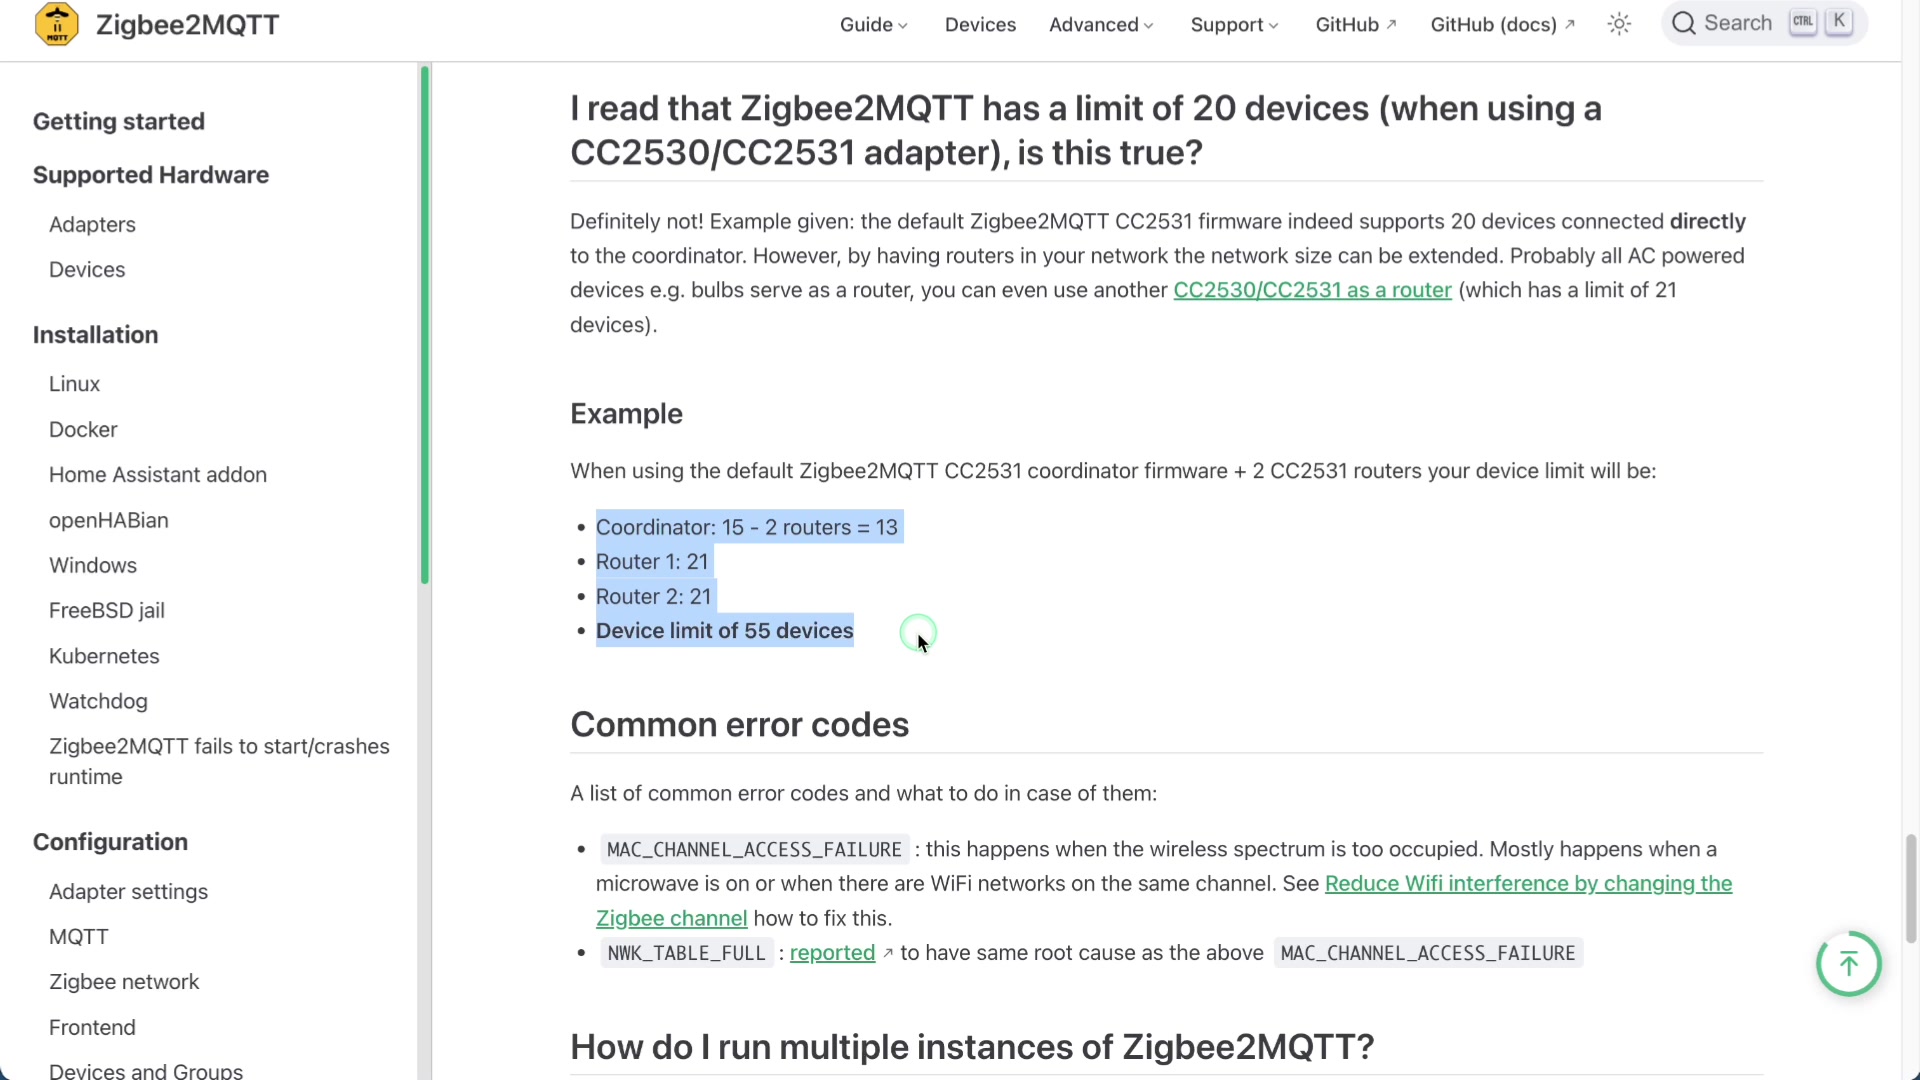 MQTT
Zigbee2MQTT
Guide
Devices
Advanced
Support
GitHub
GitHub (docs)
Search
CTRL
K
Getting started
Supported Hardware
Adapters
Devices
Installation
Linux
Docker
Home Assistant addon
openHABian
Windows
FreeBSD jail
Kubernetes
Watchdog
Zigbee2MQTT fails to start/crashes
runtime
Configuration
Adapter settings
MQTT
Zigbee network
Frontend
Devices and Groups
I read that Zigbee2MQTT has a limit of 20 devices (when using a
CC2530/CC2531 adapter), is this true?
Definitely not! Example given: the default Zigbee2MQTT CC2531 firmware indeed supports 20 devices connected directly
to the coordinator. However, by having routers in your network the network size can be extended. Probably all AC powered
devices e.g. bulbs serve as a router, you can even use another CC2530/CC2531 as a router (which has a limit of 21
devices).
Example
When using the default Zigbee2MQTT CC2531 coordinator firmware + 2 CC2531 routers your device limit will be:
• Coordinator: 15 - 2 routers = 13
• Router 1: 21
• Router 2: 21
• Device limit of 55 devices
Common error codes
A list of common error codes and what to do in case of them:
• MAC_CHANNEL_ACCESS_FAILURE : this happens when the wireless spectrum is too occupied. Mostly happens when a
microwave is on or when there are WiFi networks on the same channel. See Reduce Wifi interference by changing the
Zigbee channel how to fix this.
• NWK_TABLE_FULL : reported to have same root cause as the above MAC_CHANNEL_ACCESS_FAILURE
How do I run multiple instances of Zigbee2MQTT?